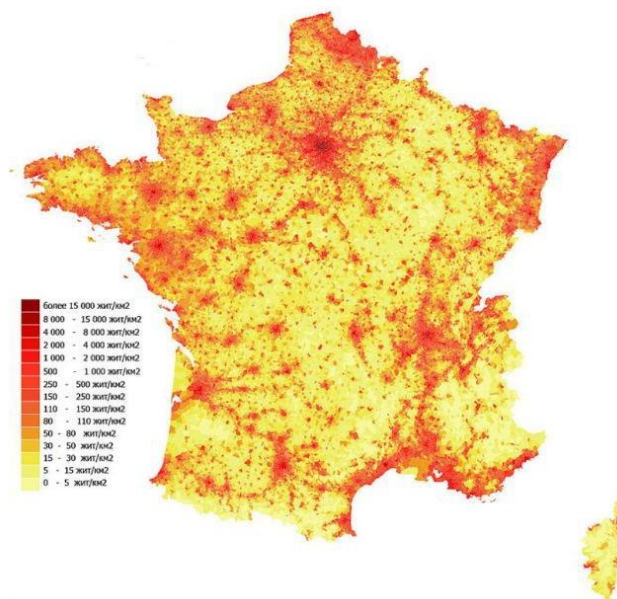 более 15 000 жит/км2
8 000 - 15 000 жит/км2
4 000 - 8 000 жит/км2
2 000 - 4 000 жит/км2
1 000 - 2 000 жит/км2
500 - 1 000 жит/км2
250 - 500 жит/км2
150 - 250 жит/км2
110 - 150 жит/км2
80 - 110 жит/км2
50 - 80 жит/км2
30 - 50 жит/км2
15 - 30 жит/км2
5 - 15 жит/км2
0 - 5 жит/км2